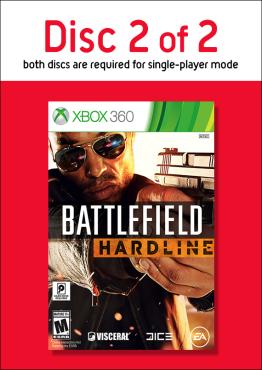 Disc 2 of 2
both discs are required for single-player mode
XBOX 360
BATTLEFIELD
HARDLINE
M
VISCERAL
DICE
EA